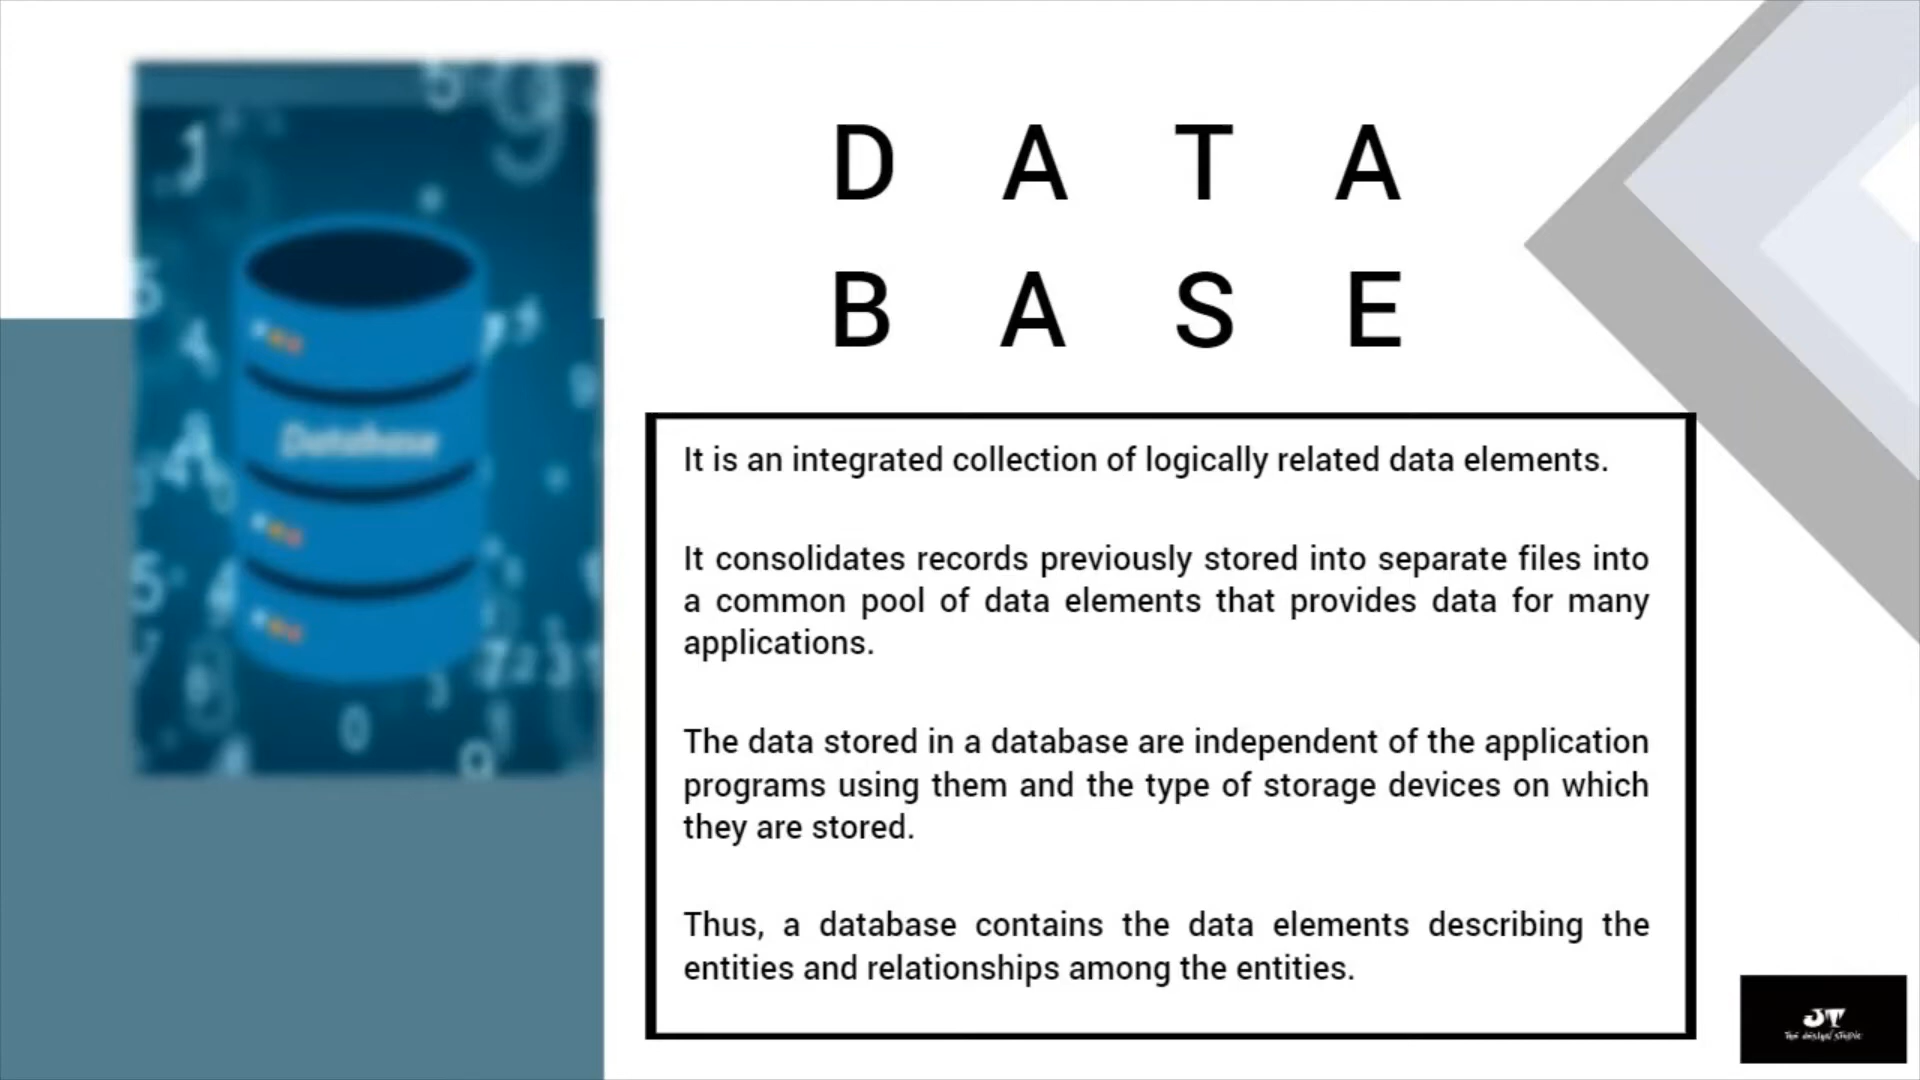 D A T A
B A S E
Database
It is an integrated collection of logically related data elements.
It consolidates records previously stored into separate files into
a common pool of data elements that provides data for many
applications.
The data stored in a database are independent of the application
programs using them and the type of storage devices on which
they are stored.
Thus, a database contains the data elements describing the
entities and relationships among the entities.
JT